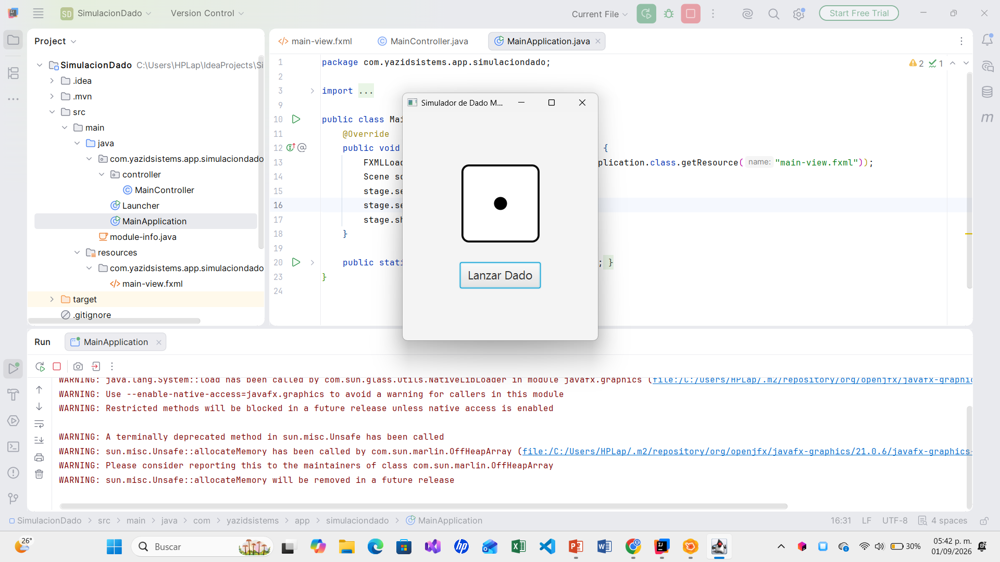 SD SimulacionDado
Version Control
Current File
Start Free Trial
Project
main-view.fxml
MainController.java
MainApplication.java
SimulacionDado C:\Users\HPLap\IdeaProjects\Si
.idea
.mvn
src
main
java
com.yazidsistems.app.simulaciondado
controller
MainController
Launcher
MainApplication
module-info.java
resources
com.yazidsistems.app.simulaciondado
main-view.fxml
target
.gitignore
1 package com.yazidsistems.app.simulaciondado;
2
3 import ...
9
10 public class Mai
11 @Override
12 public void {
13 FXMLLoad plication.class.getResource( name: "main-view.fxml"));
14 Scene sc
15 stage.se
16 stage.se
17 stage.sh
18 }
19
20 public stati ; }
23 }
24
2 1
Simulador de Dado M...
Lanzar Dado
Run
MainApplication
WARNING: java.lang.System::load has been called by com.sun.glass.utils.NativeLibLoader in module javafx.graphics (file:/C:/Users/HPLap/.m2/repository/org/openjfx/javafx-graphic
WARNING: Use --enable-native-access=javafx.graphics to avoid a warning for callers in this module
WARNING: Restricted methods will be blocked in a future release unless native access is enabled
WARNING: A terminally deprecated method in sun.misc.Unsafe has been called
WARNING: sun.misc.Unsafe::allocateMemory has been called by com.sun.marlin.OffHeapArray (file:/C:/Users/HPLap/.m2/repository/org/openjfx/javafx-graphics/21.0.6/javafx-graphics-
WARNING: Please consider reporting this to the maintainers of class com.sun.marlin.OffHeapArray
WARNING: sun.misc.Unsafe::allocateMemory will be removed in a future release
SimulacionDado > src > main > java > com > yazidsistems > app > simulaciondado > MainApplication
16:31 LF UTF-8 4 spaces
26°
Buscar
30%
05:42 p. m.
01/09/2026